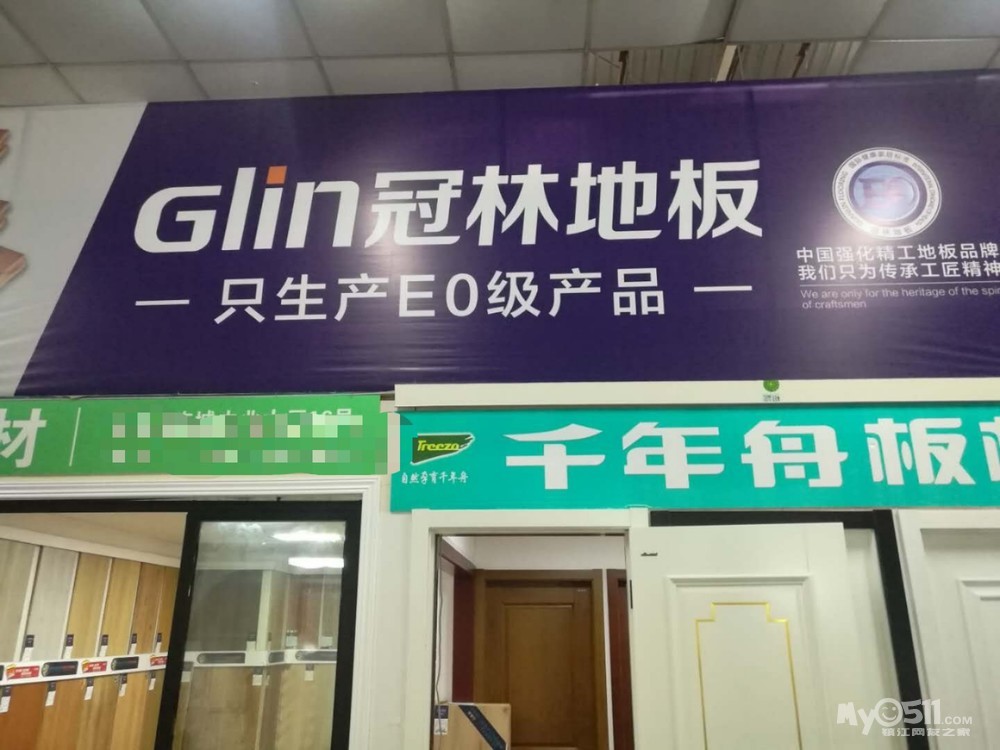 Glin冠林地板
— 只生产E0级产品 —
中国强化精工地板品牌
我们只为传承工匠精神
We are only for the heritage of the spir
of craftsmen
材
Treezo
自然孕育千年舟
千年舟板材
My0511.COM
镇江网友之家